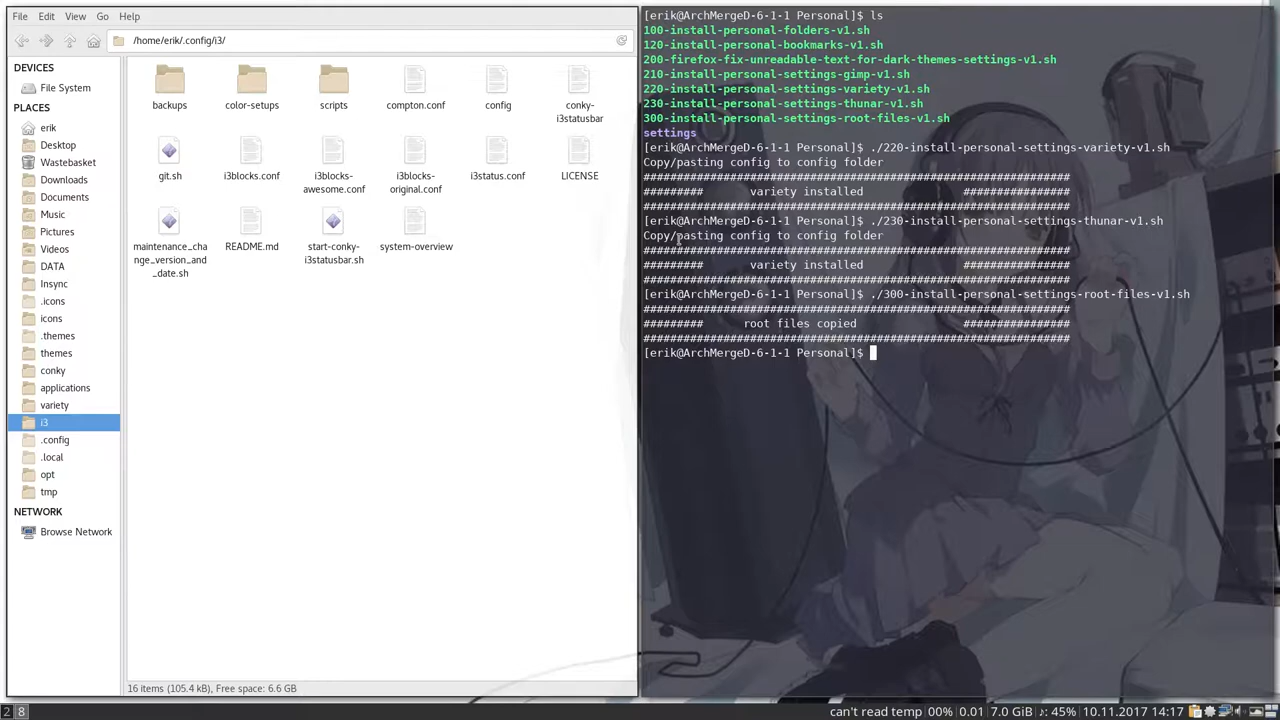 File Edit View Go Help
/home/erik/.config/i3/
DEVICES
File System
PLACES
erik
Desktop
Wastebasket
Downloads
Documents
Music
Pictures
Videos
DATA
Insync
.icons
icons
.themes
themes
conky
applications
variety
i3
.config
.local
opt
tmp
NETWORK
Browse Network
backups
color-setups
scripts
compton.conf
config
conky-
i3statusbar
git.sh
i3blocks.conf
i3blocks-
awesome.conf
i3blocks-
original.conf
i3status.conf
LICENSE
maintenance_cha
nge_version_and
_date.sh
README.md
start-conky-
i3statusbar.sh
system-overview
16 items (105.4 kB), Free space: 6.6 GB
[erik@ArchMergeD-6-1-1 Personal]$ ls
100-install-personal-folders-v1.sh
120-install-personal-bookmarks-v1.sh
200-firefox-fix-unreadable-text-for-dark-themes-settings-v1.sh
210-install-personal-settings-gimp-v1.sh
220-install-personal-settings-variety-v1.sh
230-install-personal-settings-thunar-v1.sh
300-install-personal-settings-root-files-v1.sh
settings
[erik@ArchMergeD-6-1-1 Personal]$ ./220-install-personal-settings-variety-v1.sh
Copy/pasting config to config folder
################################################################
######### variety installed ################
################################################################
[erik@ArchMergeD-6-1-1 Personal]$ ./230-install-personal-settings-thunar-v1.sh
Copy/pasting config to config folder
################################################################
######### variety installed ################
################################################################
[erik@ArchMergeD-6-1-1 Personal]$ ./300-install-personal-settings-root-files-v1.sh
################################################################
######### root files copied ################
################################################################
[erik@ArchMergeD-6-1-1 Personal]$
2 8
can't read temp 00% 0.01 7.0 GiB ♪: 45% 10.11.2017 14:17